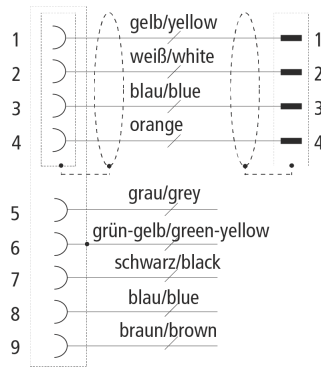 gelb/yellow
1 1
weiß/white
2 2
blau/blue
3 3
orange
4 4
grau/grey
5
grün-gelb/green-yellow
6
schwarz/black
7
blau/blue
8
braun/brown
9